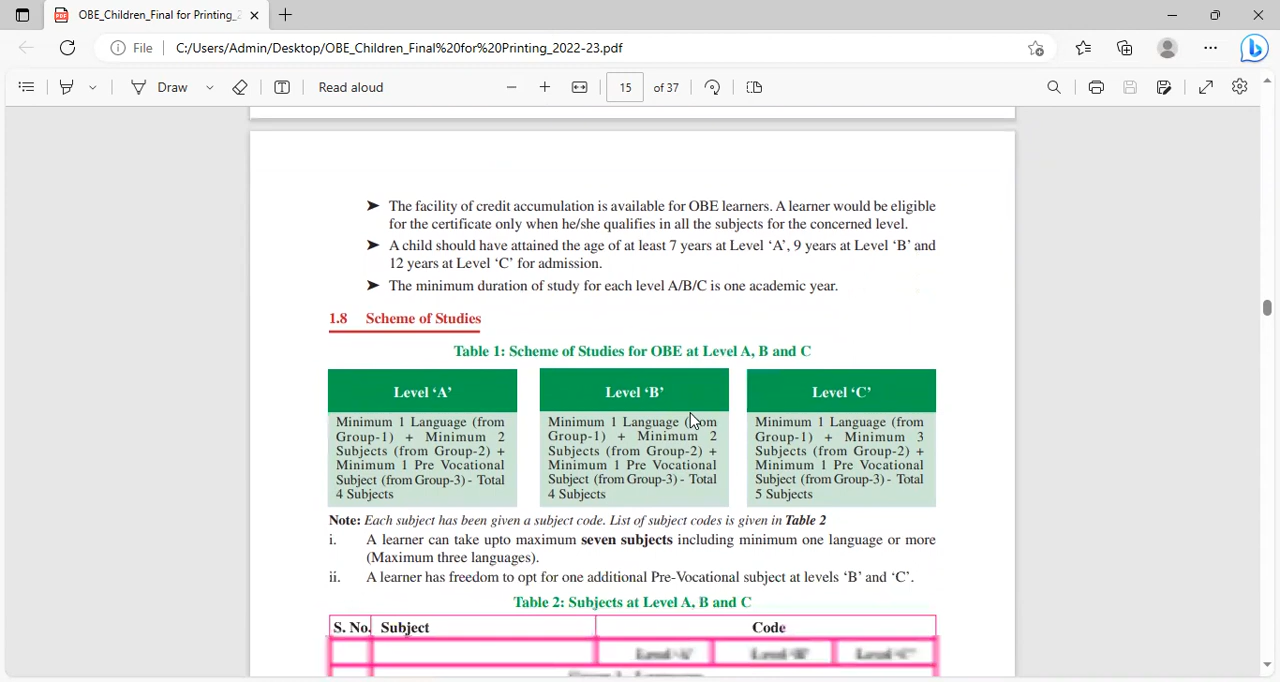 OBE_Children_Final for Printing_2
File
C:/Users/Admin/Desktop/OBE_Children_Final%20for%20Printing_2022-23.pdf
Draw
Read aloud
15 of 37
➤ The facility of credit accumulation is available for OBE learners. A learner would be eligible
for the certificate only when he/she qualifies in all the subjects for the concerned level.
➤ A child should have attained the age of at least 7 years at Level ‘A’, 9 years at Level ‘B’ and
12 years at Level ‘C’ for admission.
➤ The minimum duration of study for each level A/B/C is one academic year.
1.8 Scheme of Studies
Table 1: Scheme of Studies for OBE at Level A, B and C
Level ‘A’
Minimum 1 Language (from
Group-1) + Minimum 2
Subjects (from Group-2) +
Minimum 1 Pre Vocational
Subject (from Group-3) - Total
4 Subjects
Level ‘B’
Minimum 1 Language (from
Group-1) + Minimum 2
Subjects (from Group-2) +
Minimum 1 Pre Vocational
Subject (from Group-3) - Total
4 Subjects
Level ‘C’
Minimum 1 Language (from
Group-1) + Minimum 3
Subjects (from Group-2) +
Minimum 1 Pre Vocational
Subject (from Group-3) - Total
5 Subjects
Note: Each subject has been given a subject code. List of subject codes is given in Table 2
i. A learner can take upto maximum seven subjects including minimum one language or more
(Maximum three languages).
ii. A learner has freedom to opt for one additional Pre-Vocational subject at levels ‘B’ and ‘C’.
Table 2: Subjects at Level A, B and C
S. No. Subject Code
Level ‘A’ Level ‘B’ Level ‘C’